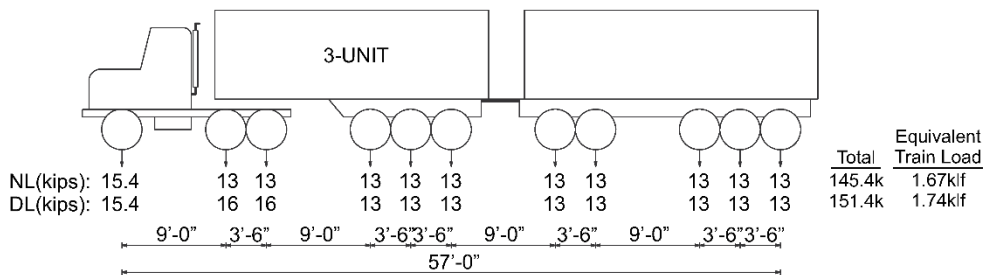 3-UNIT
Equivalent
Total Train Load
NL(kips): 15.4 13 13 13 13 13 13 13 13 13 13 145.4k 1.67klf
DL(kips): 15.4 16 16 13 13 13 13 13 13 13 13 151.4k 1.74klf
9’-0” 3’-6” 9’-0” 3’-6”3’-6” 9’-0” 3’-6” 9’-0” 3’-6”3’-6”
57’-0”